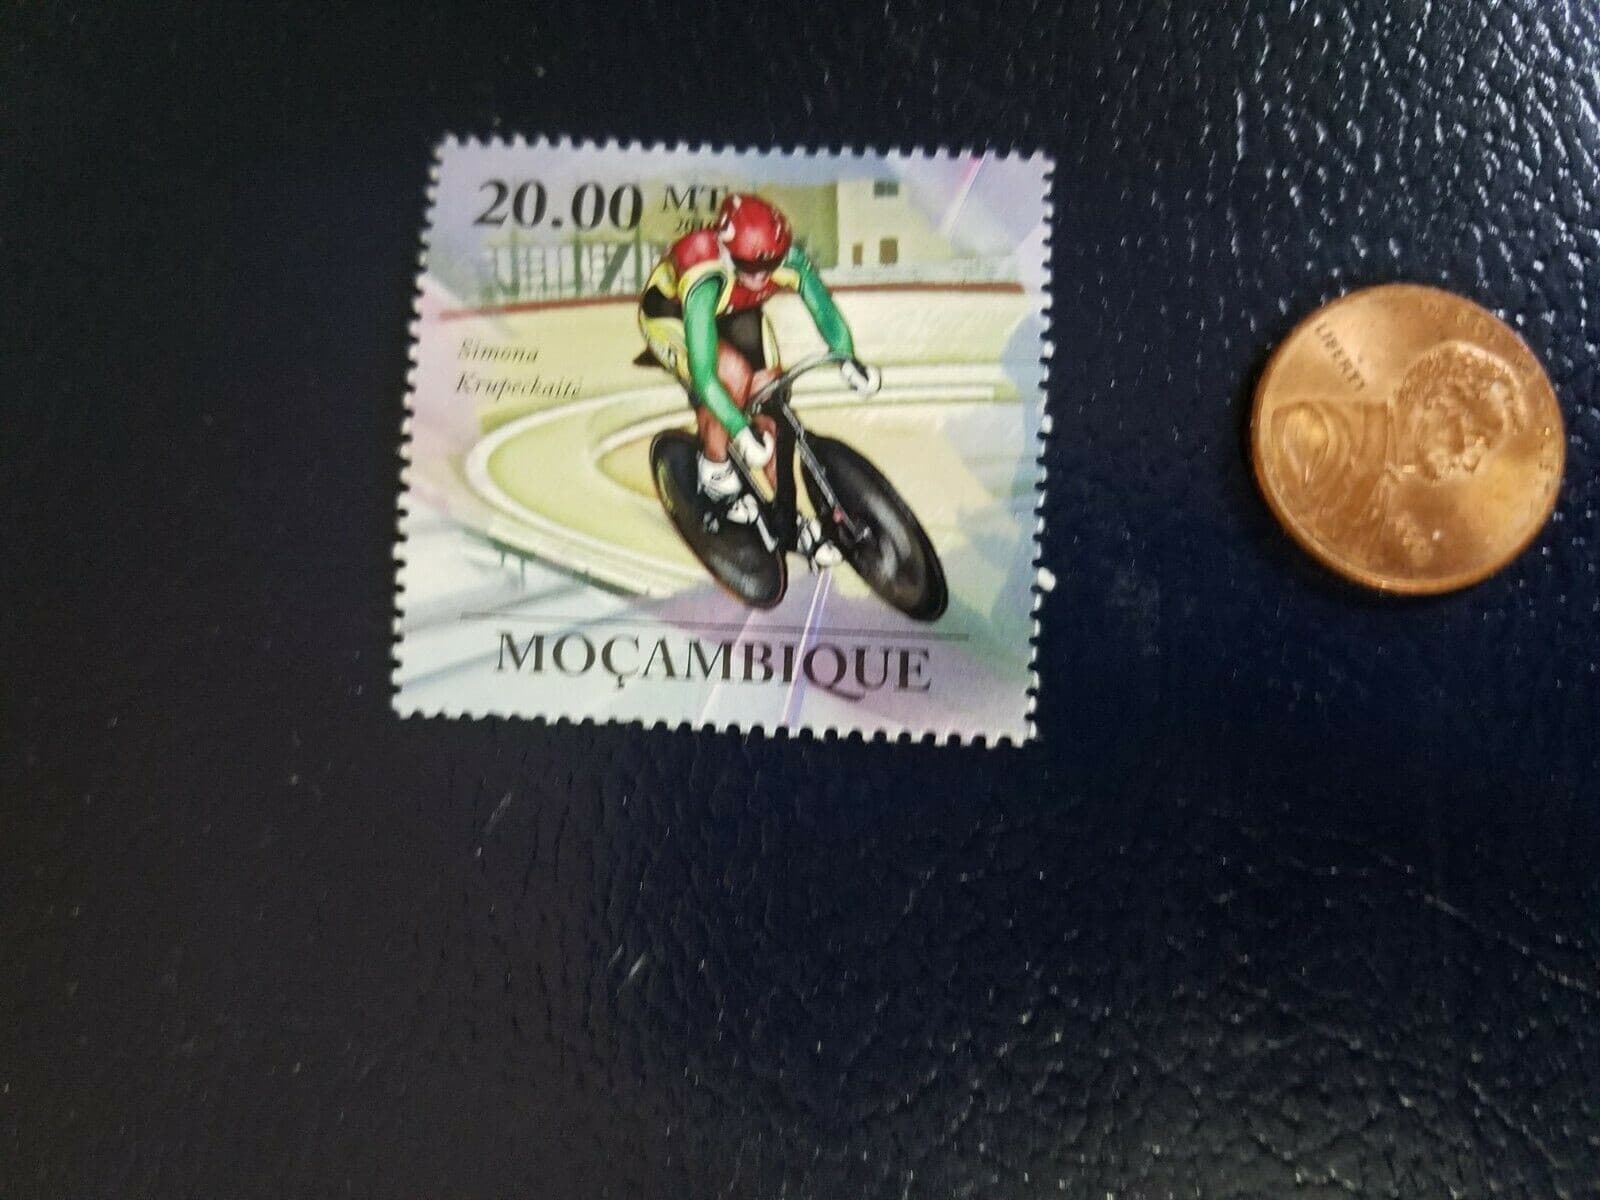 20.00 MT
Simona
Krupeckaitė
MOÇAMBIQUE
LIBERTY